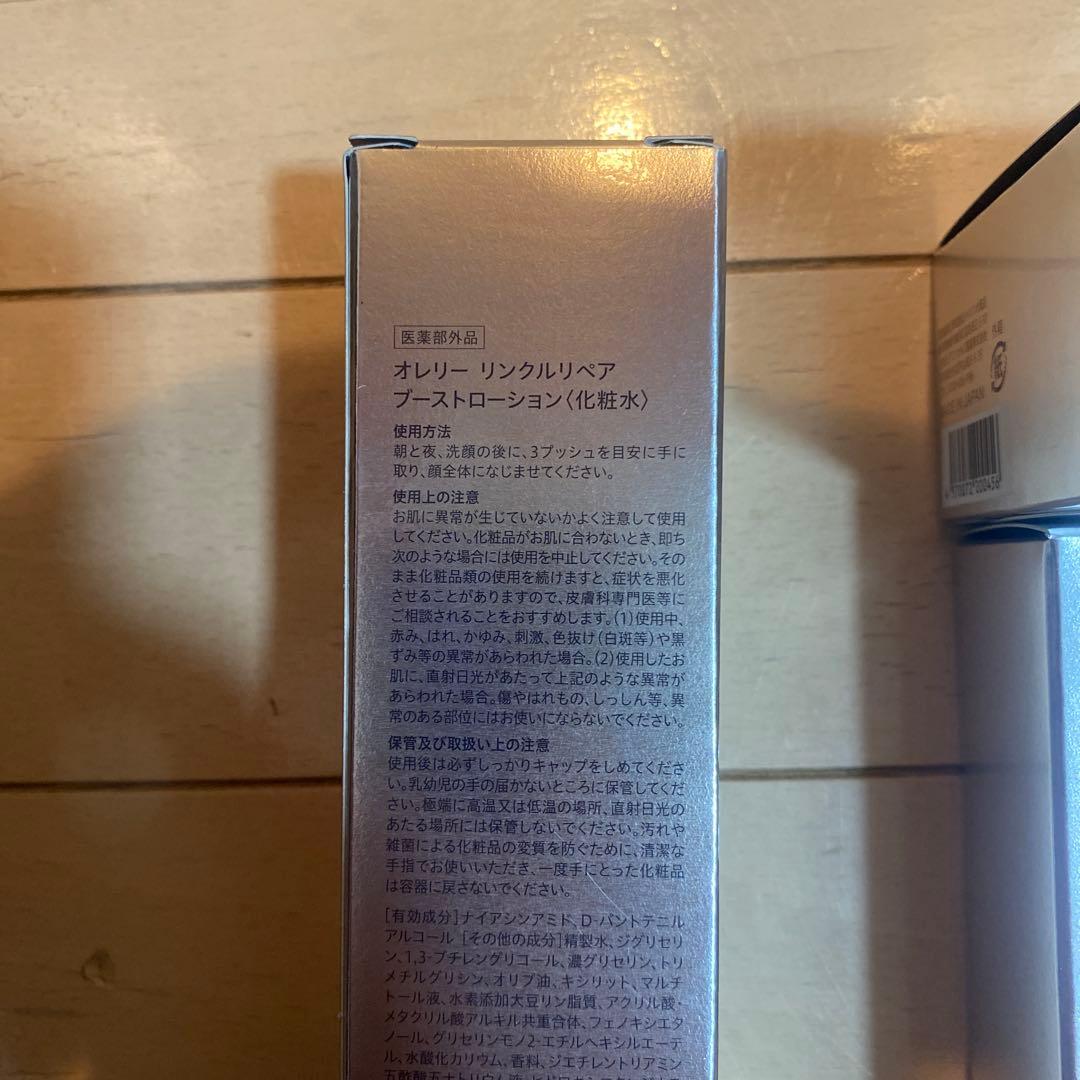 医薬部外品
オレリー リンクルリペア
ブーストローション〈化粧水〉
使用方法
朝と夜、洗顔の後に、3プッシュを目安に手に
取り、顔全体になじませてください。
使用上の注意
お肌に異常が生じていないかよく注意して使用
してください。化粧品がお肌に合わないとき、即ち
次のような場合には使用を中止してください。その
まま化粧品類の使用を続けますと、症状を悪化
させることがありますので、皮膚科専門医等に
ご相談されることをおすすめします。(1)使用中、
赤み、はれ、かゆみ、刺激、色抜け(白斑等)や黒
ずみ等の異常があらわれた場合。(2)使用したお
肌に、直射日光があたって上記のような異常が
あらわれた場合。傷やはれもの、しっしん等、異
常のある部位にはお使いにならないでください。
保管及び取扱い上の注意
使用後は必ずしっかりキャップをしめてくださ
い。乳幼児の手の届かないところに保管してくだ
さい。極端に高温又は低温の場所、直射日光の
あたる場所には保管しないでください。汚れや
雑菌による化粧品の変質を防ぐために、清潔な
手指でお使いいただき、一度手にとった化粧品
は容器に戻さないでください。
[有効成分]ナイアシンアミド、D-パントテニル
アルコール [その他の成分]精製水、ジグリセリ
ン、1,3-ブチレングリコール、濃グリセリン、トリ
メチルグリシン、オリブ油、キシリット、マルチ
トール液、水素添加大豆リン脂質、アクリル酸・
メタクリル酸アルキル共重合体、フェノキシエタ
ノール、グリセリンモノ2-エチルヘキシルエーテ
ル、水酸化カリウム、香料、ジエチレントリアミン
外箱
紙
JAPAN